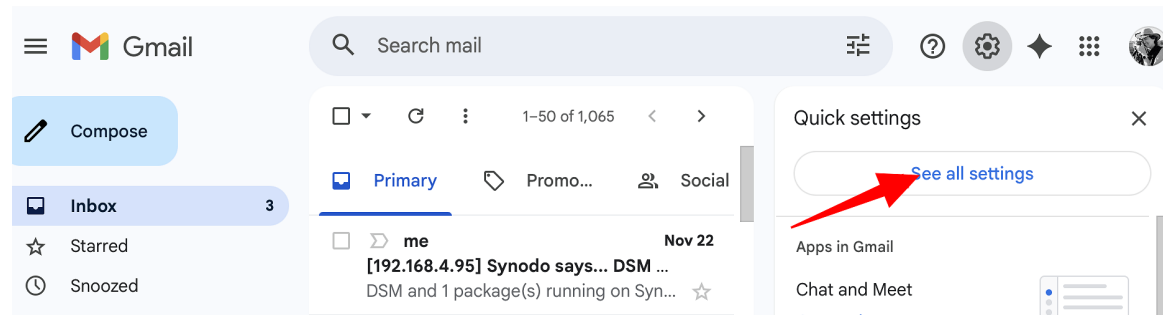 Gmail
Search mail
Compose
1–50 of 1,065
Quick settings
See all settings
Primary
Promo...
Social
Inbox 3
Starred
Snoozed
me Nov 22
[192.168.4.95] Synodo says... DSM ...
DSM and 1 package(s) running on Syn...
Apps in Gmail
Chat and Meet